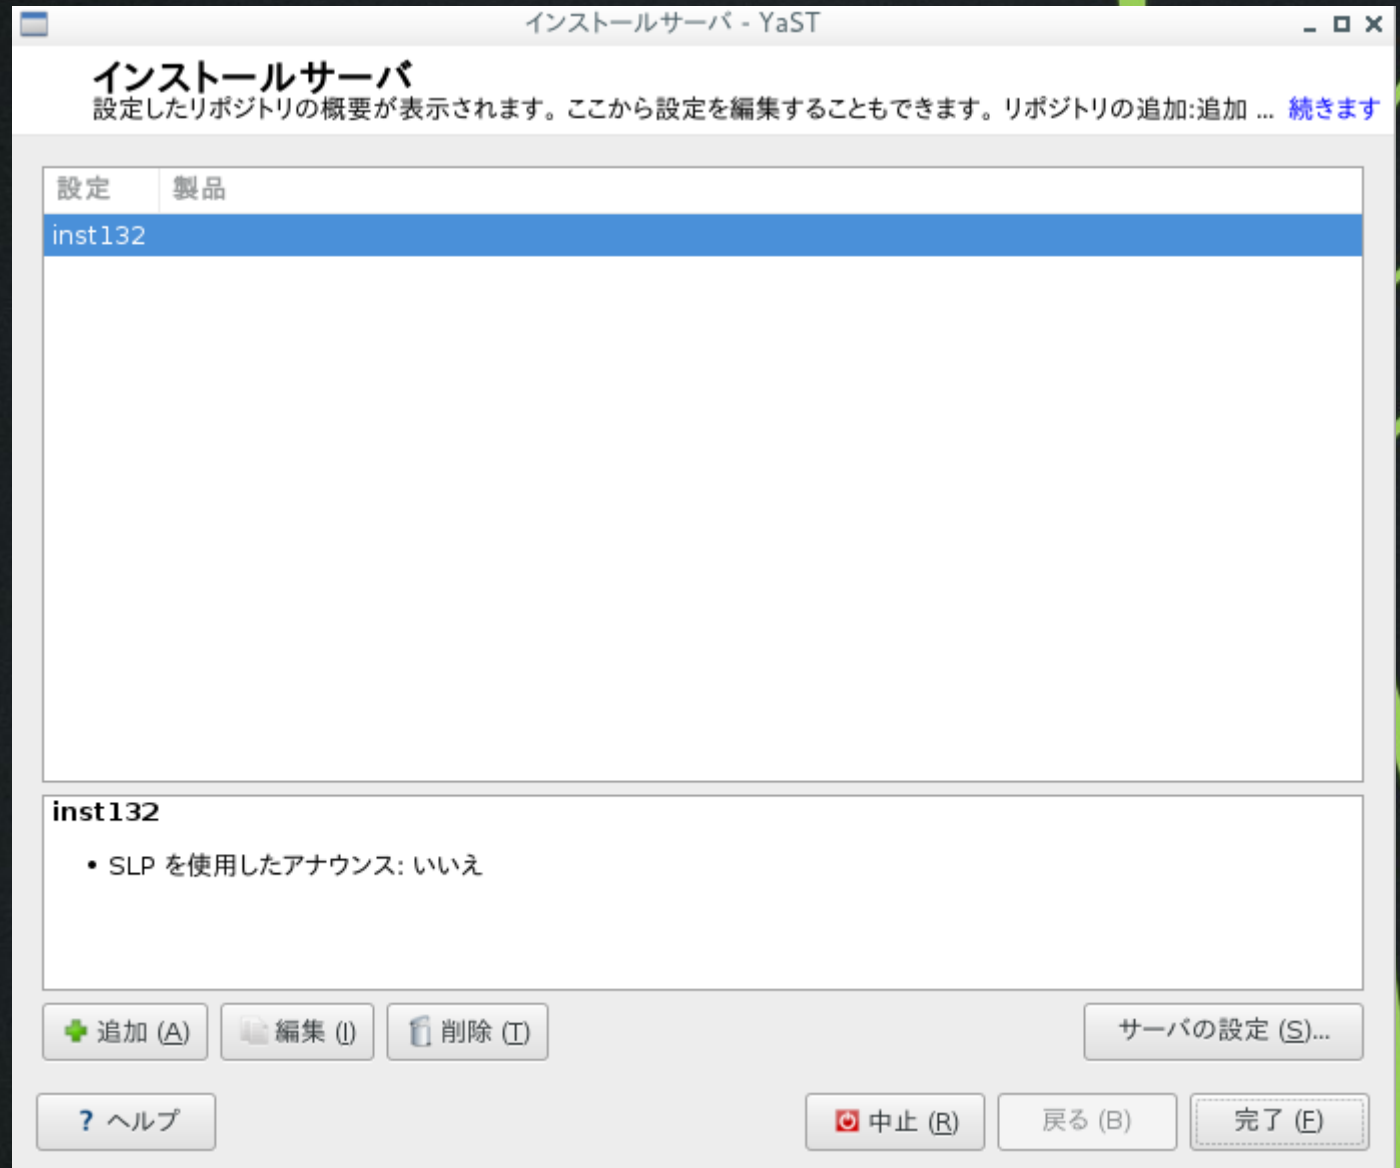 インストールサーバ - YaST
インストールサーバ
設定したリポジトリの概要が表示されます。ここから設定を編集することもできます。リポジトリの追加:追加 ... 続きます
設定 製品
inst132
inst132
• SLP を使用したアナウンス: いいえ
追加 (A) 編集 (I) 削除 (T) サーバの設定 (S)...
? ヘルプ 中止 (R) 戻る (B) 完了 (F)